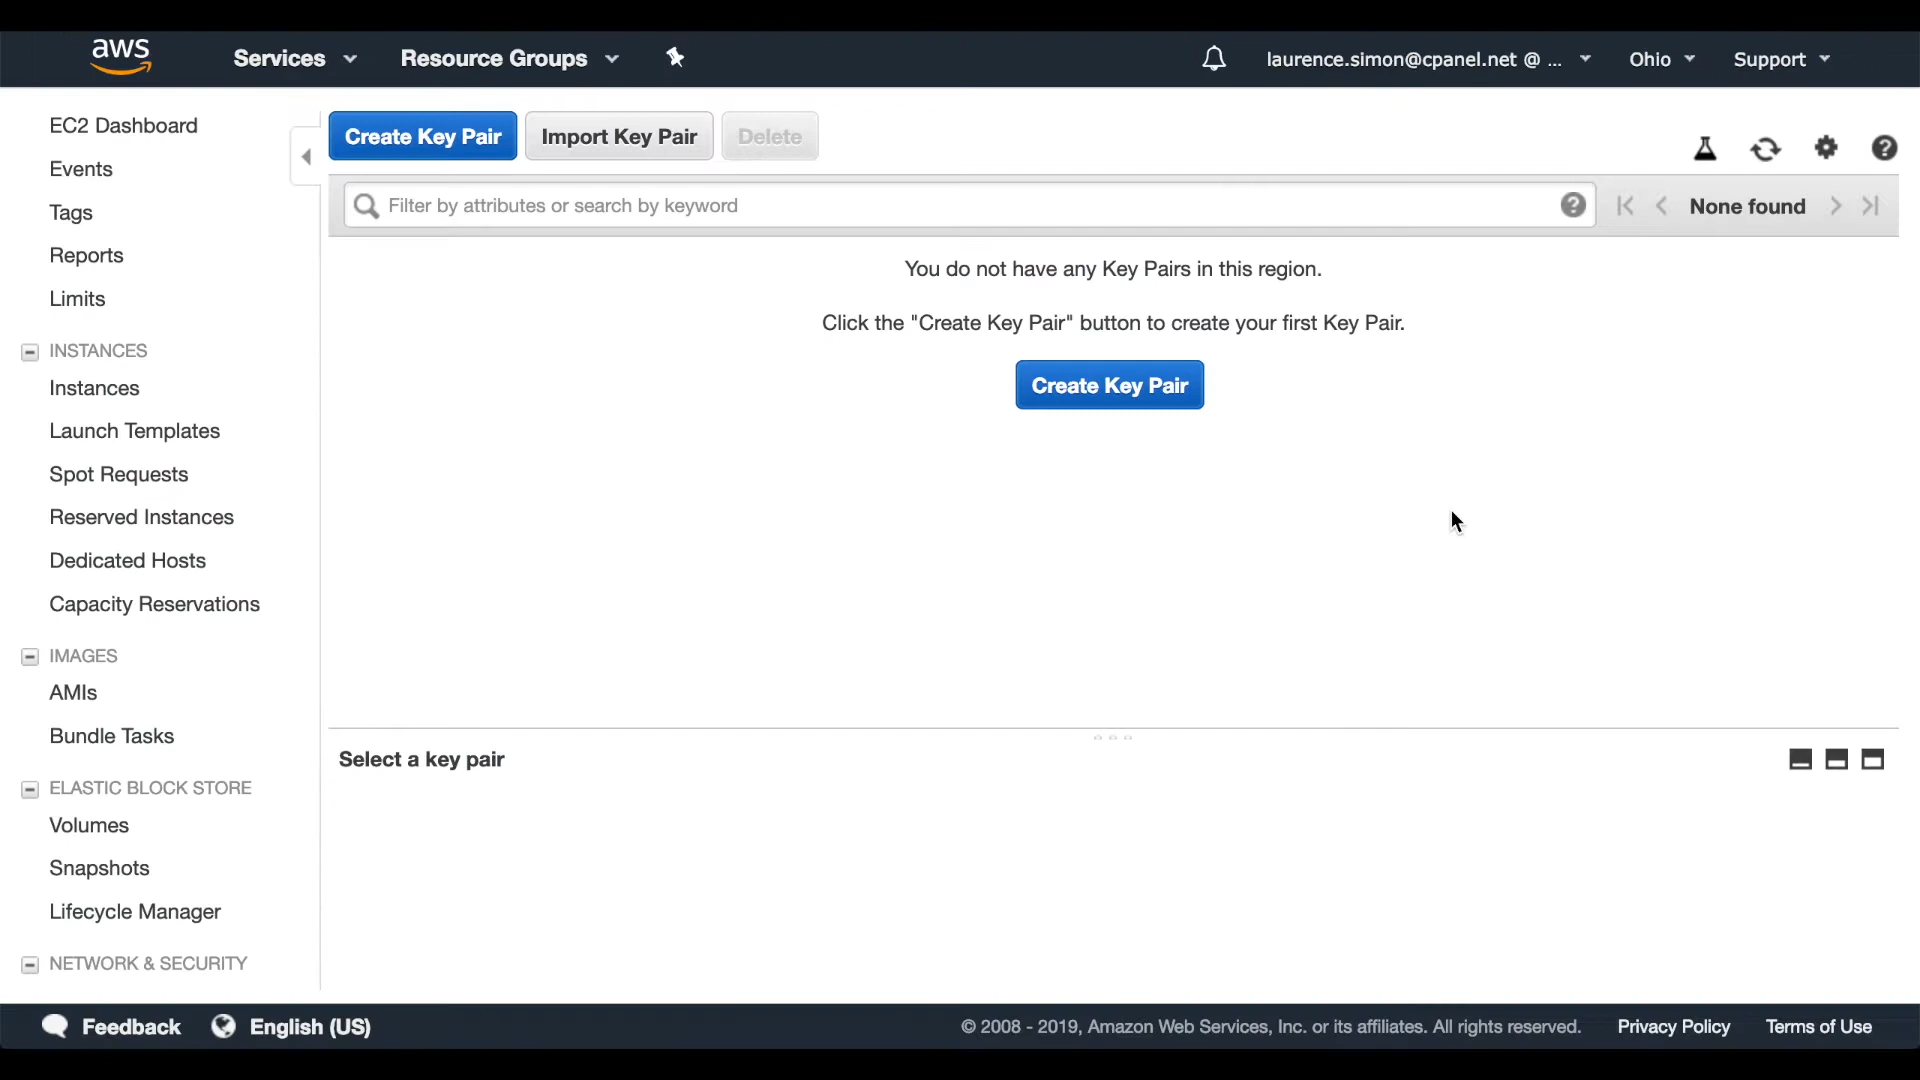 aws
Services
Resource Groups
laurence.simon@cpanel.net @ ...
Ohio
Support
EC2 Dashboard
Events
Tags
Reports
Limits
INSTANCES
Instances
Launch Templates
Spot Requests
Reserved Instances
Dedicated Hosts
Capacity Reservations
IMAGES
AMIs
Bundle Tasks
ELASTIC BLOCK STORE
Volumes
Snapshots
Lifecycle Manager
NETWORK & SECURITY
Create Key Pair
Import Key Pair
Delete
Filter by attributes or search by keyword
None found
You do not have any Key Pairs in this region.
Click the "Create Key Pair" button to create your first Key Pair.
Create Key Pair
Select a key pair
Feedback
English (US)
© 2008 - 2019, Amazon Web Services, Inc. or its affiliates. All rights reserved.
Privacy Policy
Terms of Use